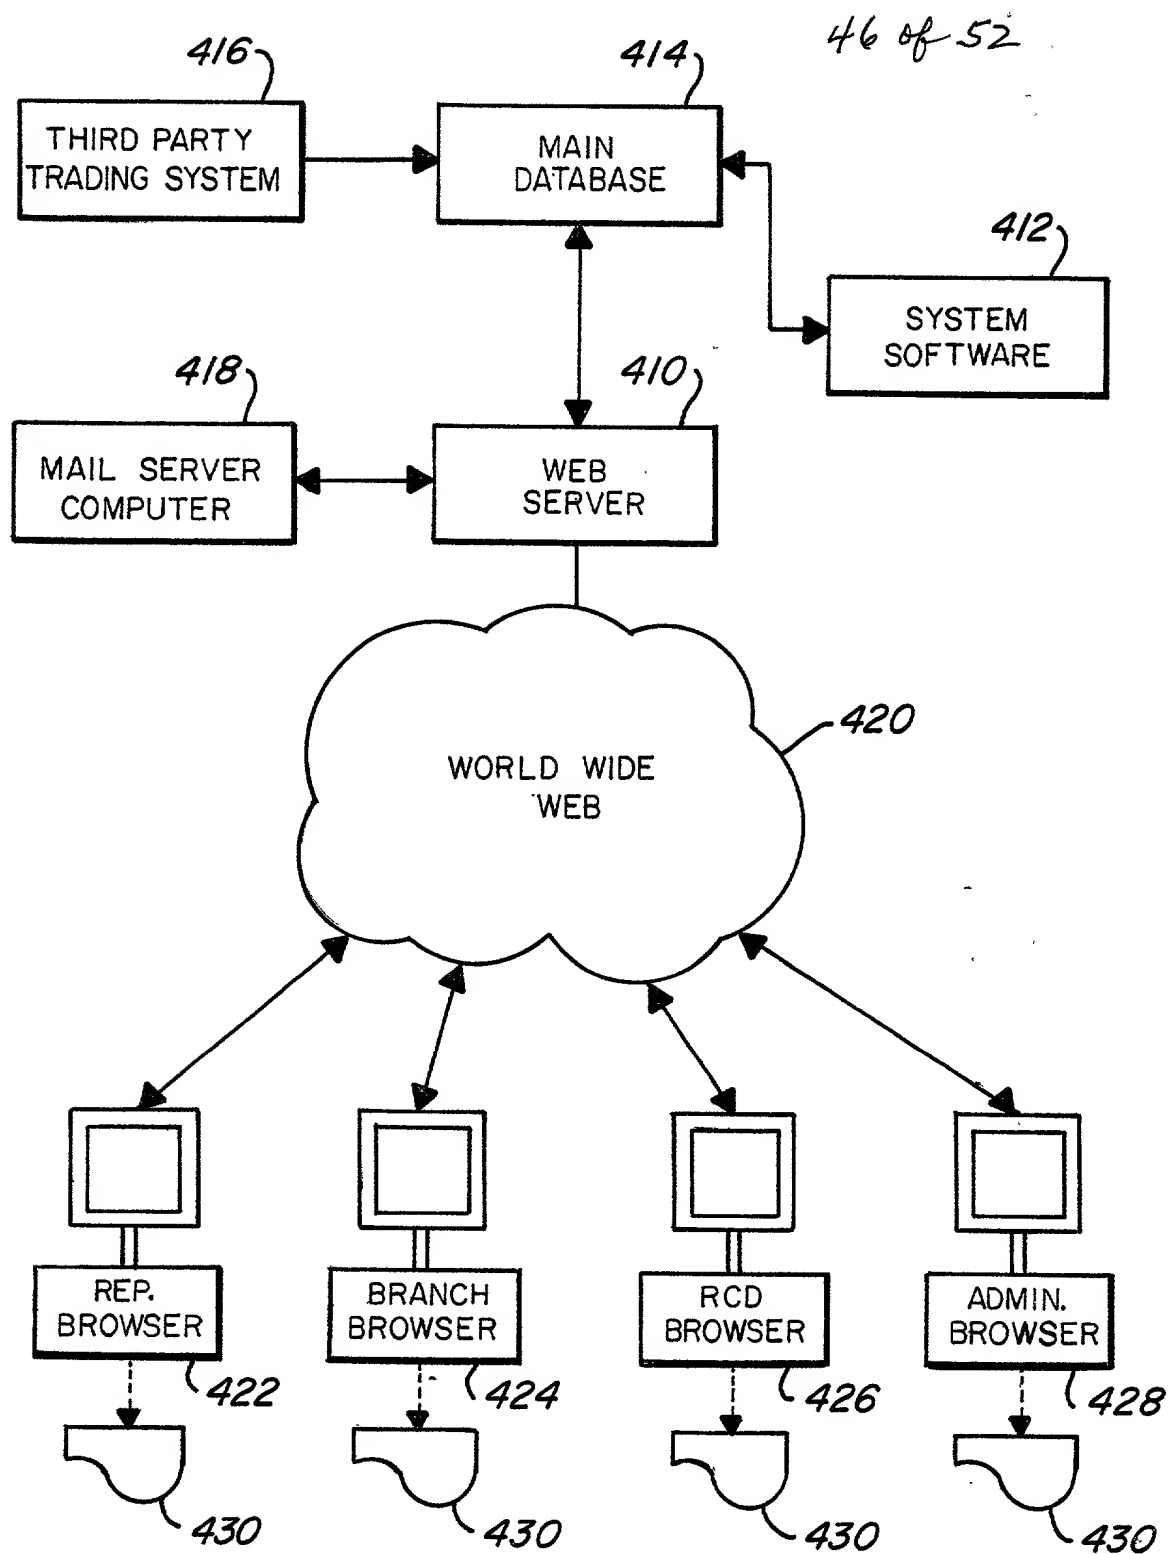 46 of 52
416
414
THIRD PARTY
TRADING SYSTEM
MAIN
DATABASE
412
SYSTEM
SOFTWARE
418
410
MAIL SERVER
COMPUTER
WEB
SERVER
420
WORLD WIDE
WEB
REP.
BROWSER
BRANCH
BROWSER
RCD
BROWSER
ADMIN.
BROWSER
422
424
426
428
430
430
430
430